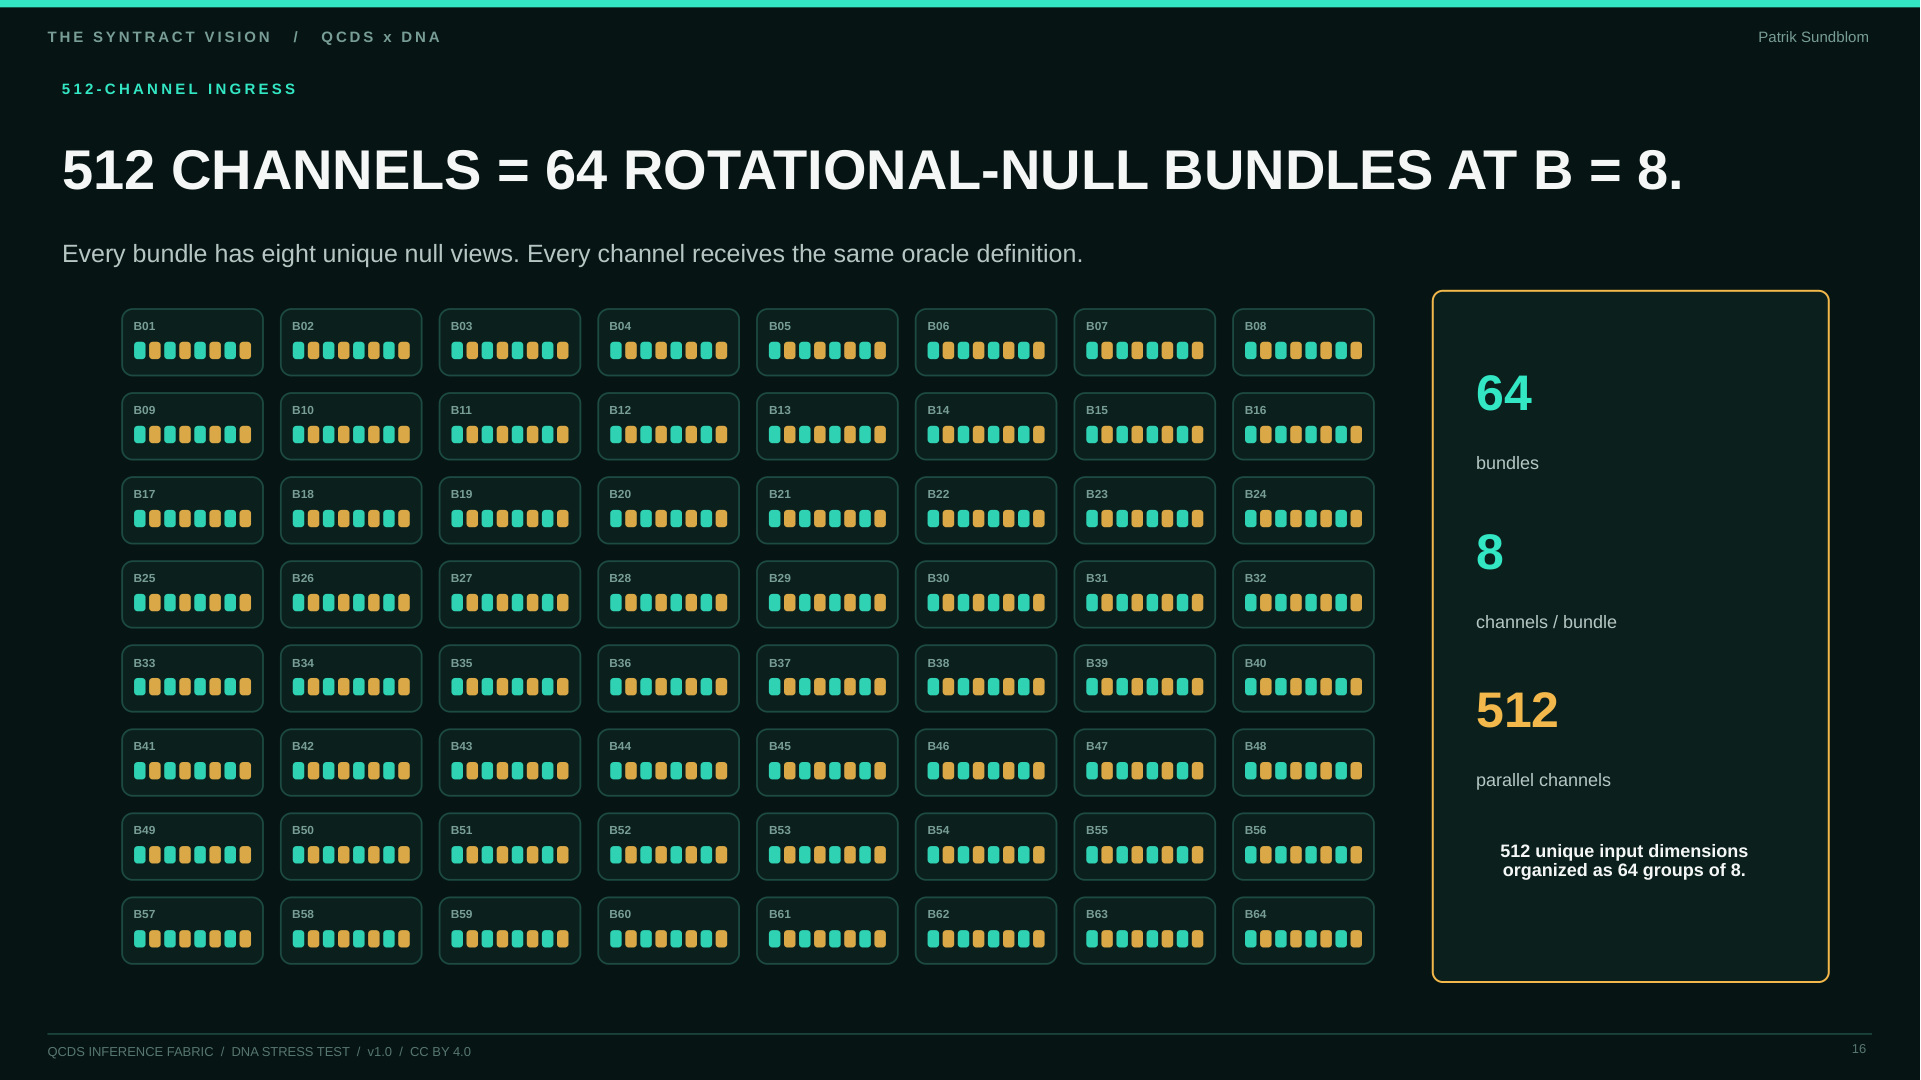 THE SYNTRACT VISION / QCDS x DNA
Patrik Sundblom
512-CHANNEL INGRESS
512 CHANNELS = 64 ROTATIONAL-NULL BUNDLES AT B = 8.
Every bundle has eight unique null views. Every channel receives the same oracle definition.
B01 B02 B03 B04 B05 B06 B07 B08
B09 B10 B11 B12 B13 B14 B15 B16
B17 B18 B19 B20 B21 B22 B23 B24
B25 B26 B27 B28 B29 B30 B31 B32
B33 B34 B35 B36 B37 B38 B39 B40
B41 B42 B43 B44 B45 B46 B47 B48
B49 B50 B51 B52 B53 B54 B55 B56
B57 B58 B59 B60 B61 B62 B63 B64
64
bundles
8
channels / bundle
512
parallel channels
512 unique input dimensions
organized as 64 groups of 8.
QCDS INFERENCE FABRIC / DNA STRESS TEST / v1.0 / CC BY 4.0
16